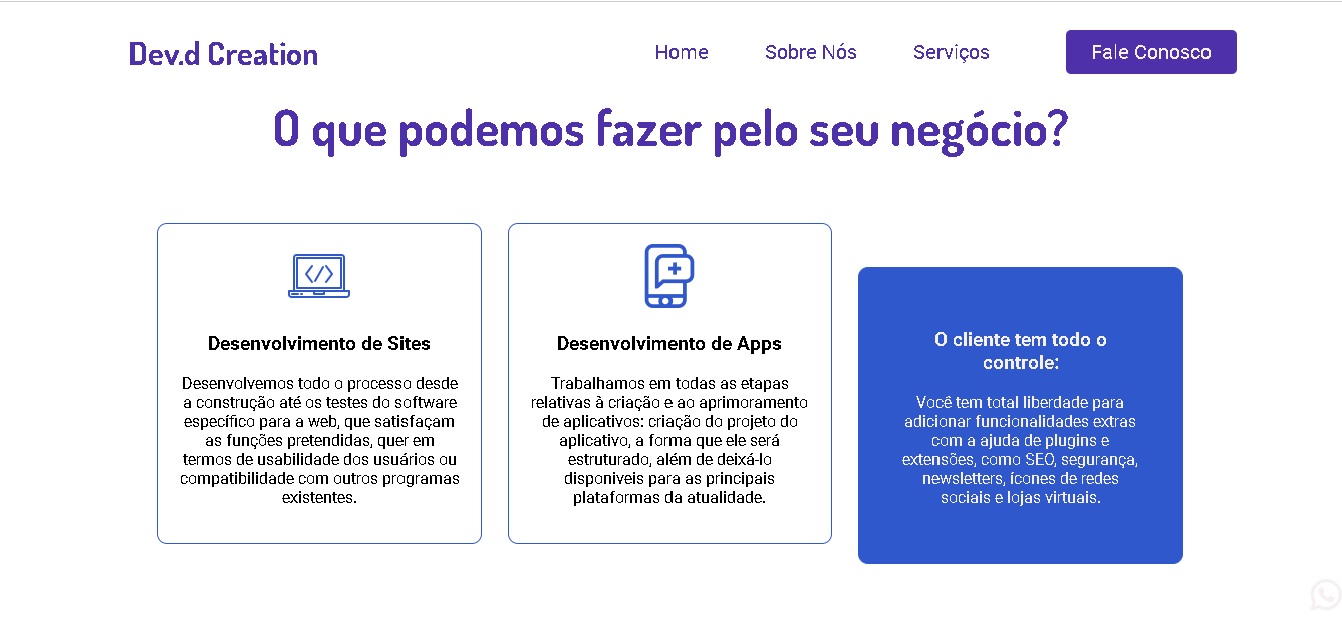 Dev.d Creation
Home
Sobre Nós
Serviços
Fale Conosco
O que podemos fazer pelo seu negócio?
Desenvolvimento de Sites
Desenvolvemos todo o processo desde
a construção até os testes do software
específico para a web, que satisfaçam
as funções pretendidas, quer em
termos de usabilidade dos usuários ou
compatibilidade com outros programas
existentes.
Desenvolvimento de Apps
Trabalhamos em todas as etapas
relativas à criação e ao aprimoramento
de aplicativos: criação do projeto do
aplicativo, a forma que ele será
estruturado, além de deixá-lo
disponiveis para as principais
plataformas da atualidade.
O cliente tem todo o
controle:
Você tem total liberdade para
adicionar funcionalidades extras
com a ajuda de plugins e
extensões, como SEO, segurança,
newsletters, ícones de redes
sociais e lojas virtuais.